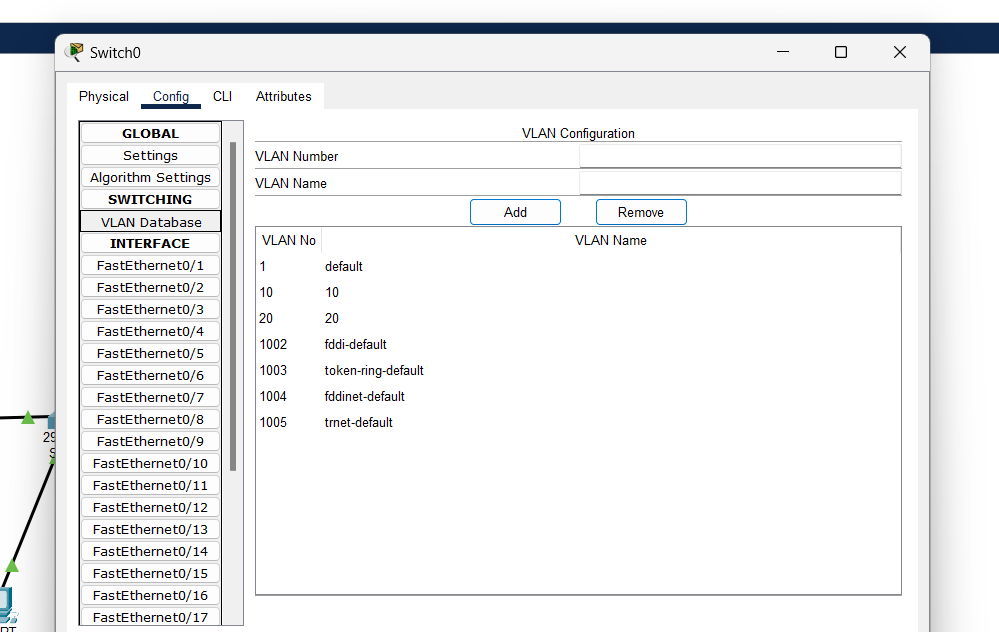 Switch0
Physical Config CLI Attributes
GLOBAL
Settings
Algorithm Settings
SWITCHING
VLAN Database
INTERFACE
FastEthernet0/1
FastEthernet0/2
FastEthernet0/3
FastEthernet0/4
FastEthernet0/5
FastEthernet0/6
FastEthernet0/7
FastEthernet0/8
FastEthernet0/9
FastEthernet0/10
FastEthernet0/11
FastEthernet0/12
FastEthernet0/13
FastEthernet0/14
FastEthernet0/15
FastEthernet0/16
FastEthernet0/17
VLAN Configuration
VLAN Number
VLAN Name
Add Remove
VLAN No VLAN Name
1 default
10 10
20 20
1002 fddi-default
1003 token-ring-default
1004 fddinet-default
1005 trnet-default
29